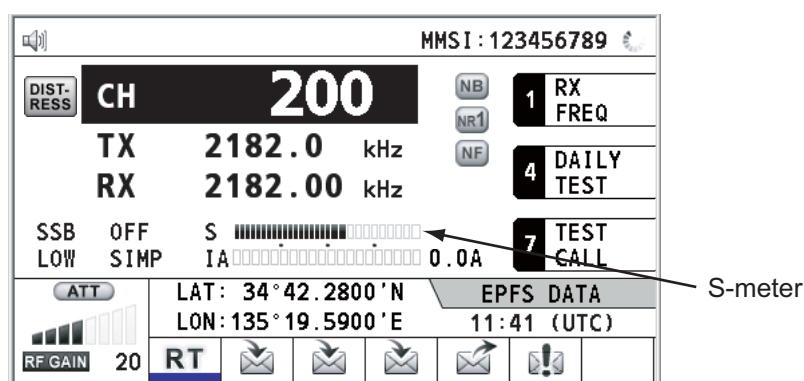 MMSI:123456789
DIST-
RESS
CH 200
NB
NR1
NF
1 RX
FREQ
TX 2182.0 kHz
RX 2182.00 kHz
4 DAILY
TEST
SSB OFF S
LOW SIMP IA 0.0A
7 TEST
CALL
S-meter
ATT
RF GAIN 20
LAT: 34°42.2800'N
LON:135°19.5900'E
EPFS DATA
11:41 (UTC)
RT